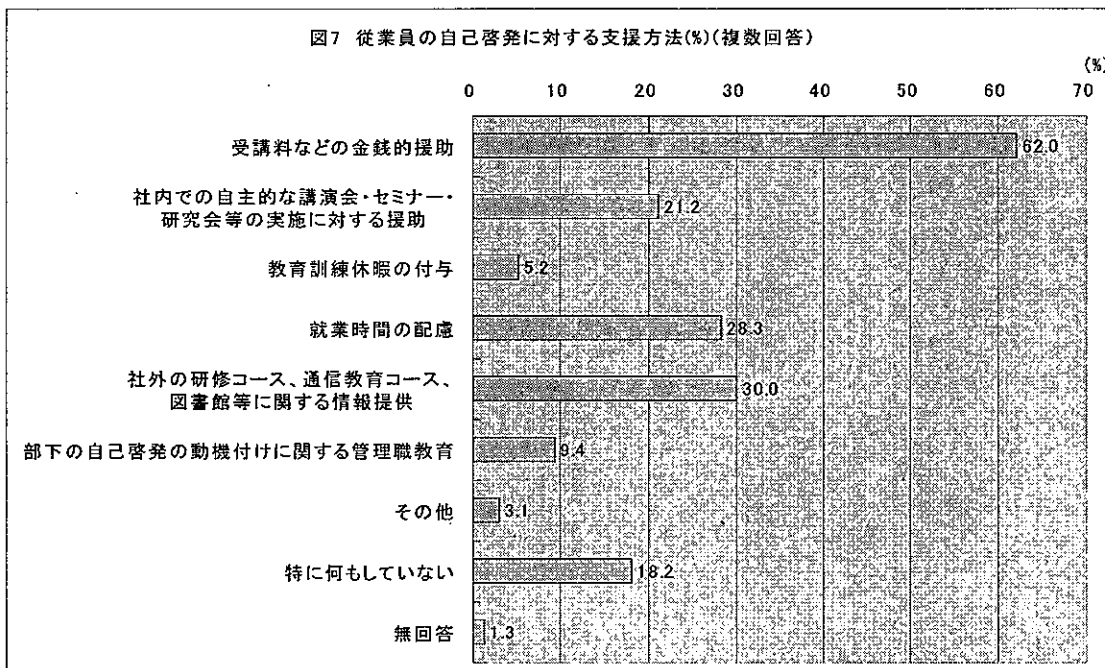 図7 従業員の自己啓発に対する支援方法(%)(複数回答)
(%)
0 10 20 30 40 50 60 70
受講料などの金銭的援助 62.0
社内での自主的な講演会・セミナー・
研究会等の実施に対する援助 21.2
教育訓練休暇の付与 5.2
就業時間の配慮 28.3
社外の研修コース、通信教育コース、
図書館等に関する情報提供 30.0
部下の自己啓発の動機付けに関する管理職教育 9.4
その他 3.1
特に何もしていない 18.2
無回答 1.3